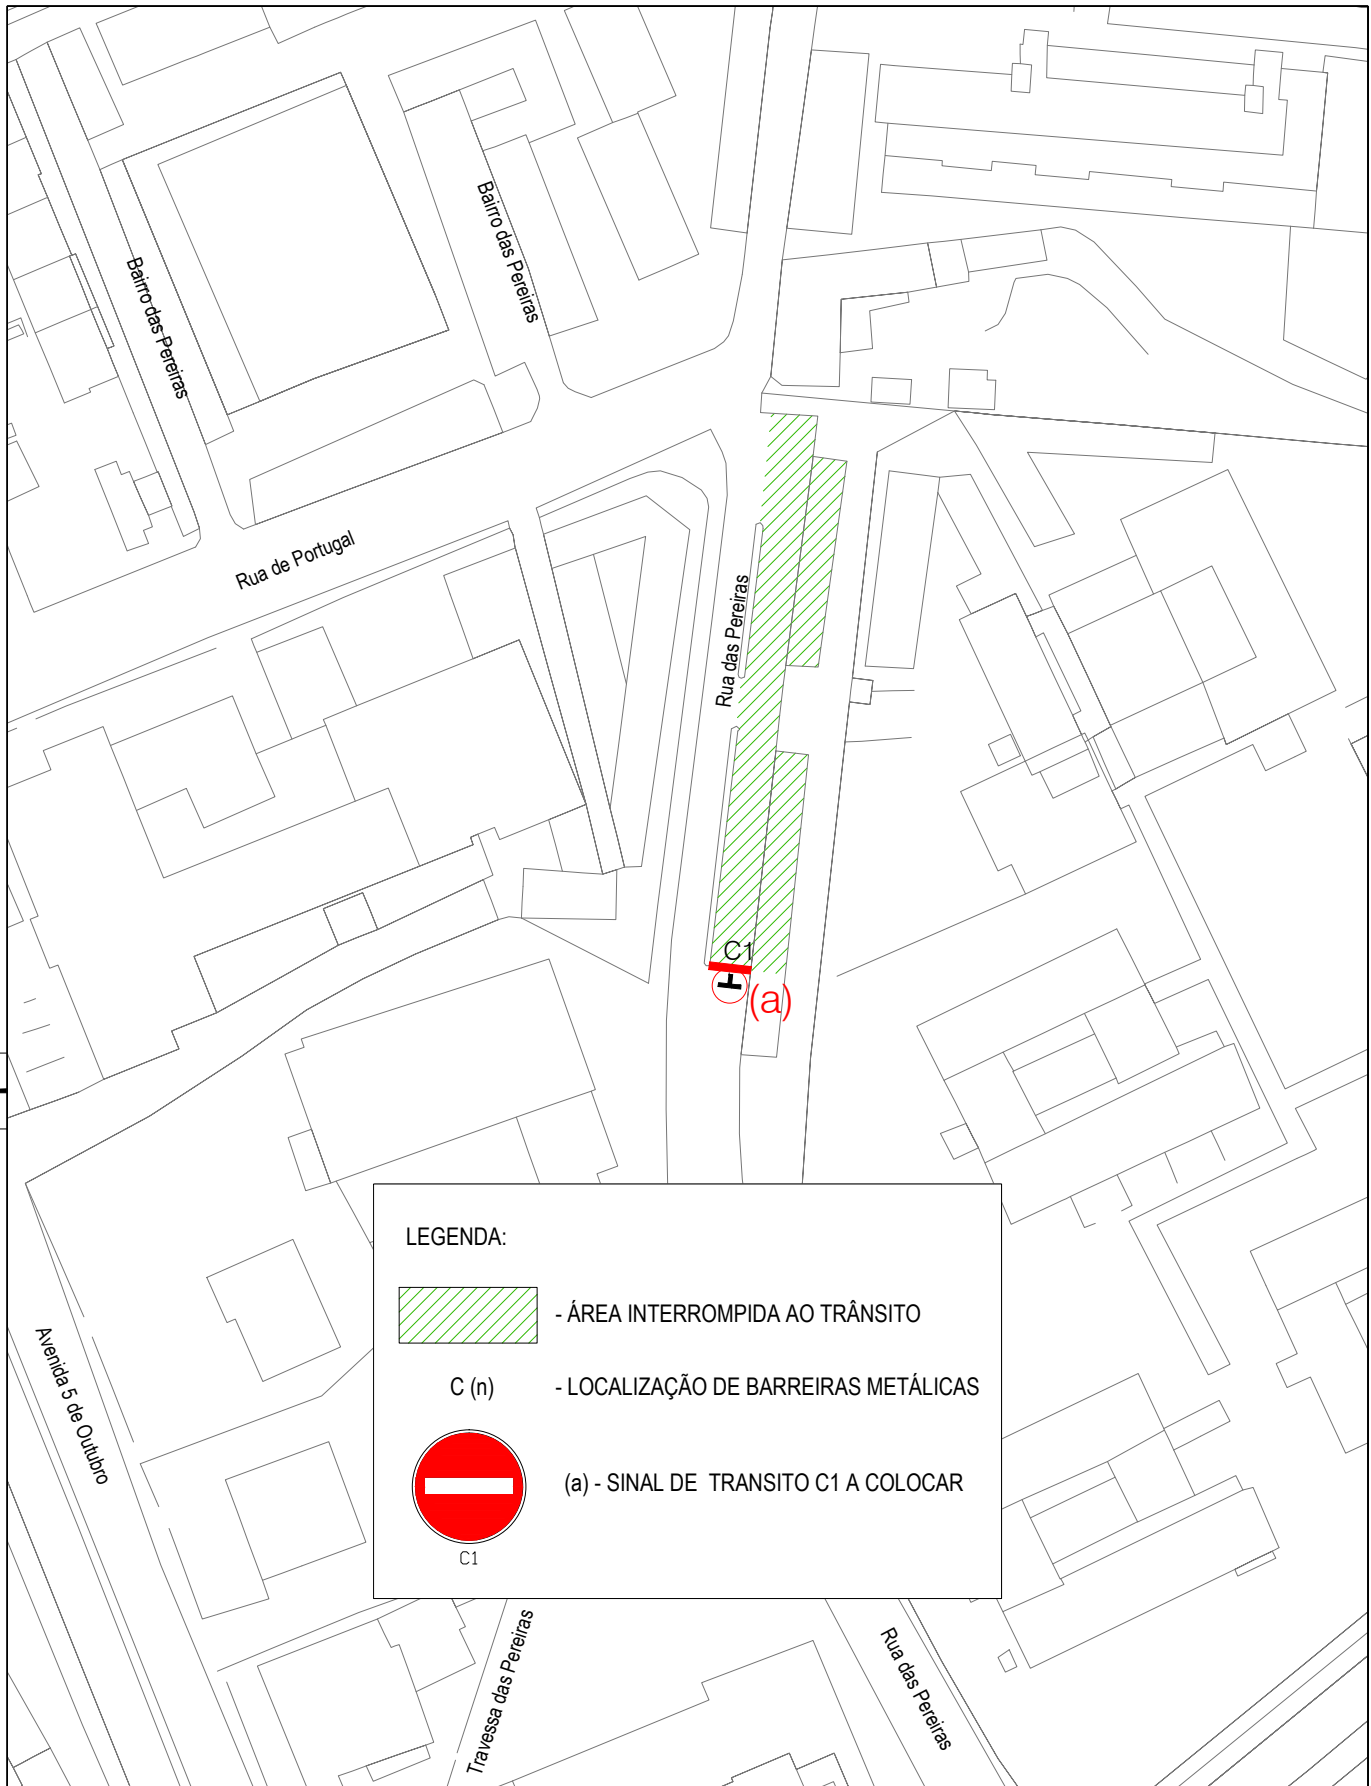 Bairro das Pereiras
Bairro das Pereiras
Rua de Portugal
Rua das Pereiras
C1
(a)
LEGENDA:
- ÁREA INTERROMPIDA AO TRÂNSITO
C (n) - LOCALIZAÇÃO DE BARREIRAS METÁLICAS
(a) - SINAL DE TRANSITO C1 A COLOCAR
C1
Avenida 5 de Outubro
Travessa das Pereiras
Rua das Pereiras